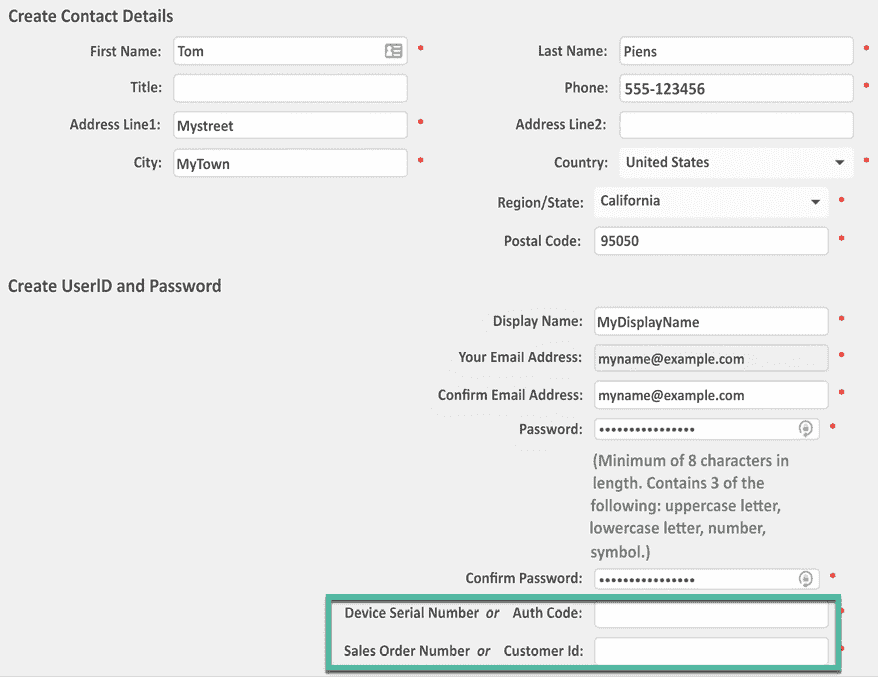 Create Contact Details
First Name: Tom *
Last Name: Piens *
Title:
Phone: 555-123456 *
Address Line1: Mystreet *
Address Line2:
City: MyTown *
Country: United States *
Region/State: California *
Postal Code: 95050 *
Create UserID and Password
Display Name: MyDisplayName *
Your Email Address: myname@example.com *
Confirm Email Address: myname@example.com *
Password: •••••••••••••••• *
(Minimum of 8 characters in
length. Contains 3 of the
following: uppercase letter,
lowercase letter, number,
symbol.)
Confirm Password: •••••••••••••••• *
Device Serial Number or Auth Code: *
Sales Order Number or Customer Id: *